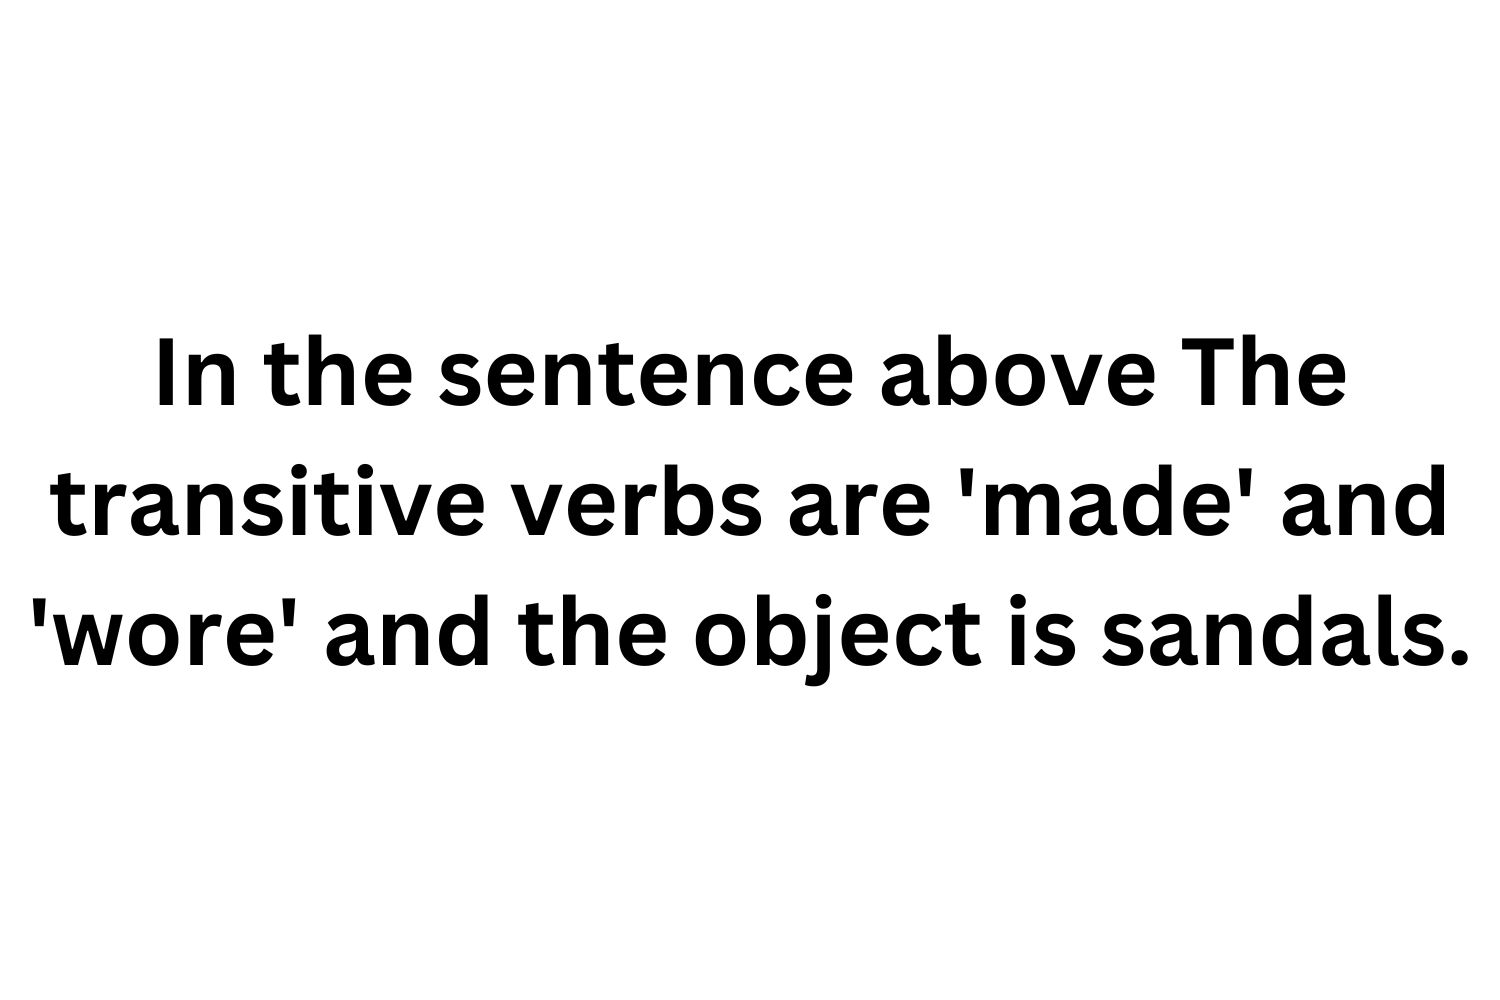 In the sentence above The
transitive verbs are 'made' and
'wore' and the object is sandals.